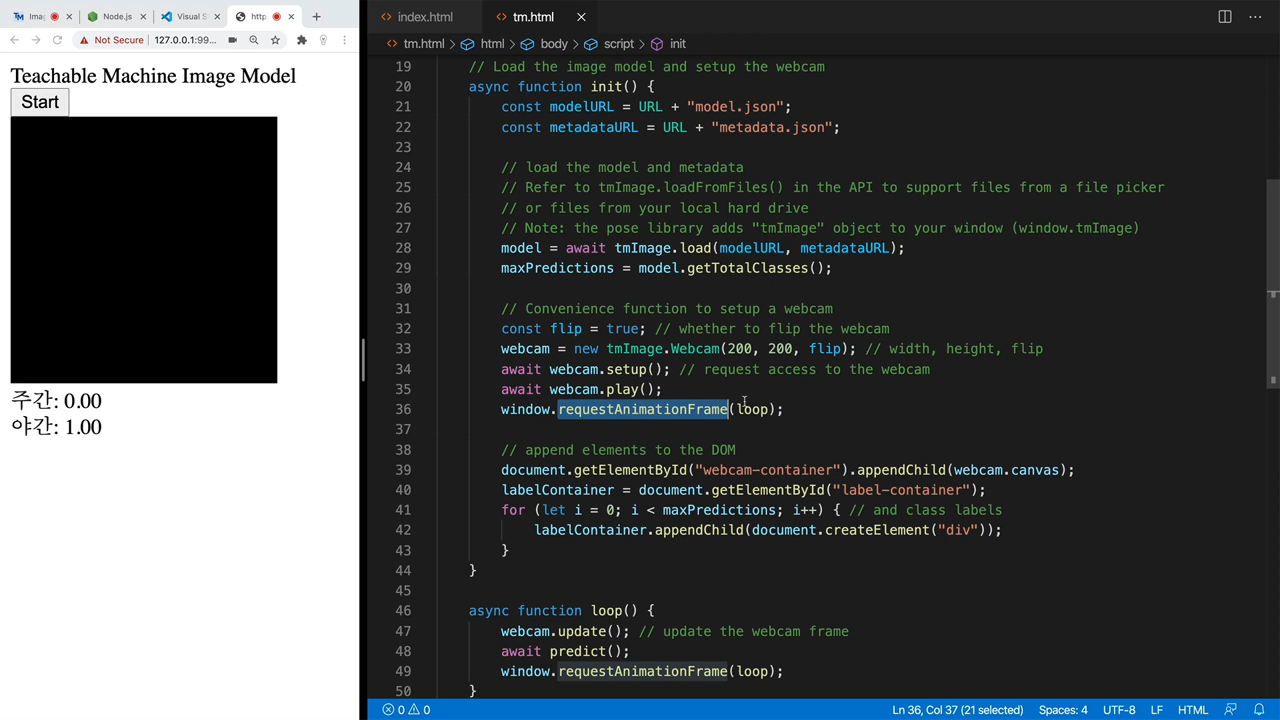 Ima
Node.js
Visual S
http
index.html
tm.html
Not Secure
127.0.0.1:99...
tm.html > html > body > script > init
Teachable Machine Image Model
Start
주간: 0.00
야간: 1.00
19 // Load the image model and setup the webcam
20 async function init() {
21 const modelURL = URL + "model.json";
22 const metadataURL = URL + "metadata.json";
23
24 // load the model and metadata
25 // Refer to tmImage.loadFromFiles() in the API to support files from a file picker
26 // or files from your local hard drive
27 // Note: the pose library adds "tmImage" object to your window (window.tmImage)
28 model = await tmImage.load(modelURL, metadataURL);
29 maxPredictions = model.getTotalClasses();
30
31 // Convenience function to setup a webcam
32 const flip = true; // whether to flip the webcam
33 webcam = new tmImage.Webcam(200, 200, flip); // width, height, flip
34 await webcam.setup(); // request access to the webcam
35 await webcam.play();
36 window.requestAnimationFrame(loop);
37
38 // append elements to the DOM
39 document.getElementById("webcam-container").appendChild(webcam.canvas);
40 labelContainer = document.getElementById("label-container");
41 for (let i = 0; i < maxPredictions; i++) { // and class labels
42 labelContainer.appendChild(document.createElement("div"));
43 }
44 }
45
46 async function loop() {
47 webcam.update(); // update the webcam frame
48 await predict();
49 window.requestAnimationFrame(loop);
50 }
0 0
Ln 36, Col 37 (21 selected)
Spaces: 4
UTF-8
LF
HTML